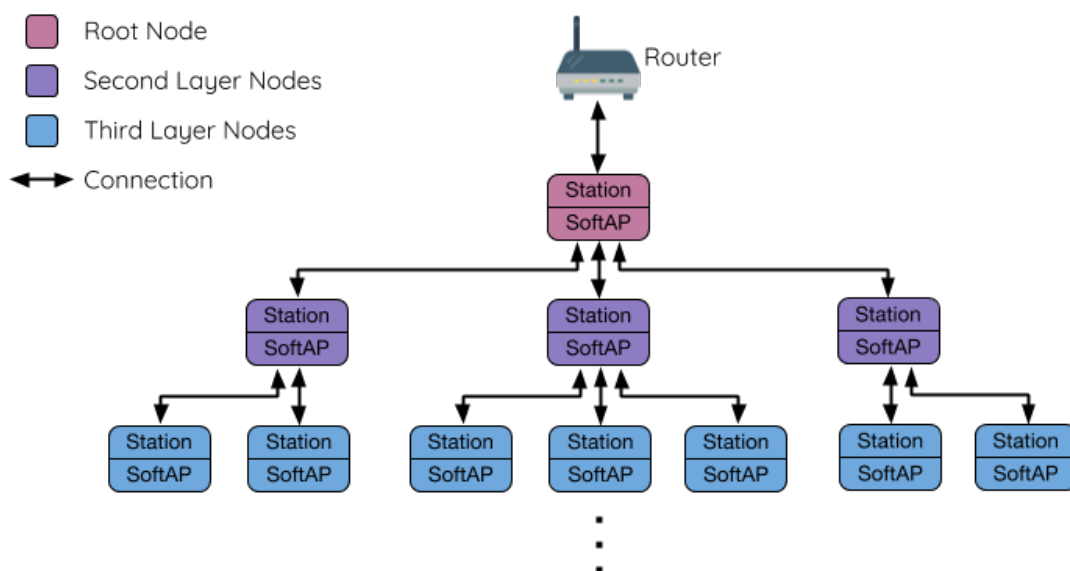 Root Node
Second Layer Nodes
Third Layer Nodes
Connection
Router
Station
SoftAP
Station
SoftAP
Station
SoftAP
Station
SoftAP
Station
SoftAP
Station
SoftAP
Station
SoftAP
Station
SoftAP
Station
SoftAP
Station
SoftAP
Station
SoftAP